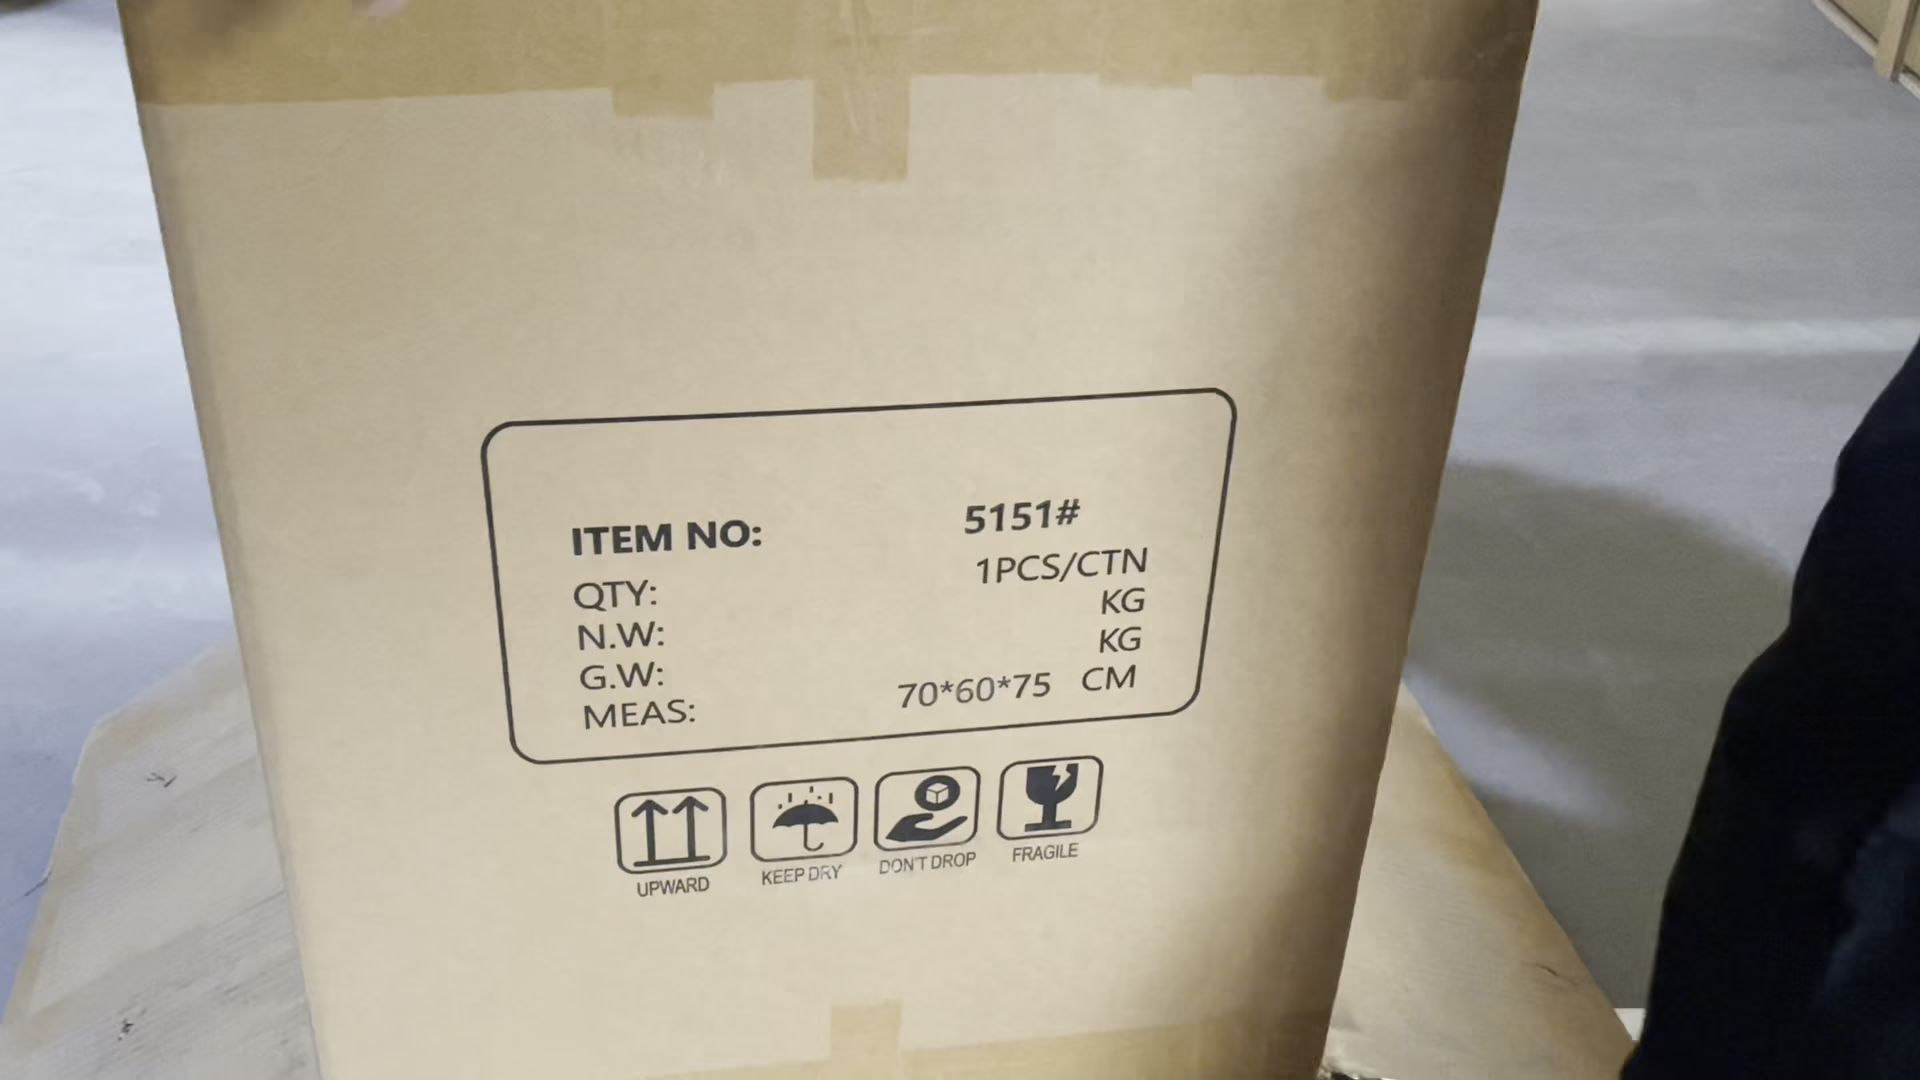 ITEM NO: 5151#
QTY: 1PCS/CTN
N.W: KG
G.W: KG
MEAS: 70*60*75 CM
UPWARD KEEP DRY DON'T DROP FRAGILE